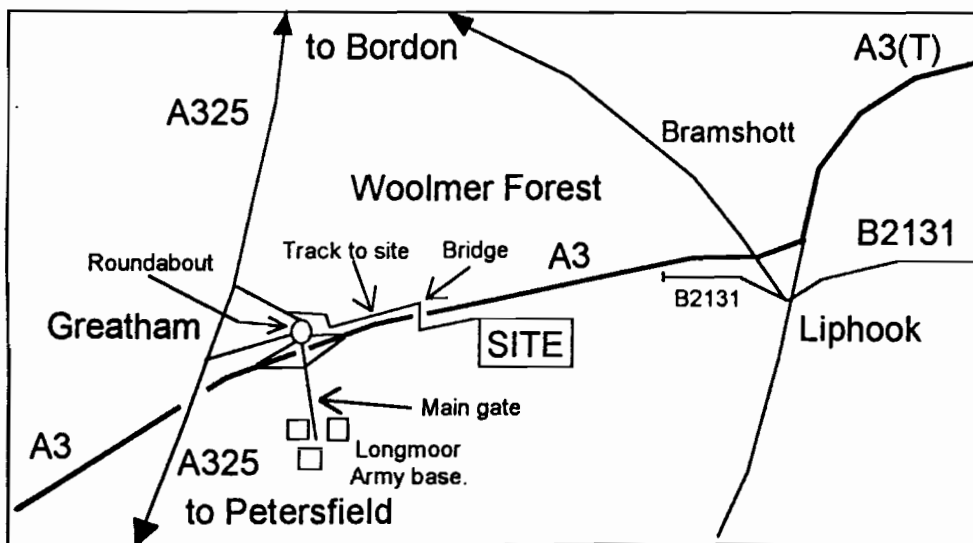 to Bordon
A3(T)
A325
Bramshott
Woolmer Forest
B2131
Track to site
Bridge
A3
Roundabout
B2131
Greatham
Liphook
SITE
Main gate
A3
A325
Longmoor
Army base.
to Petersfield